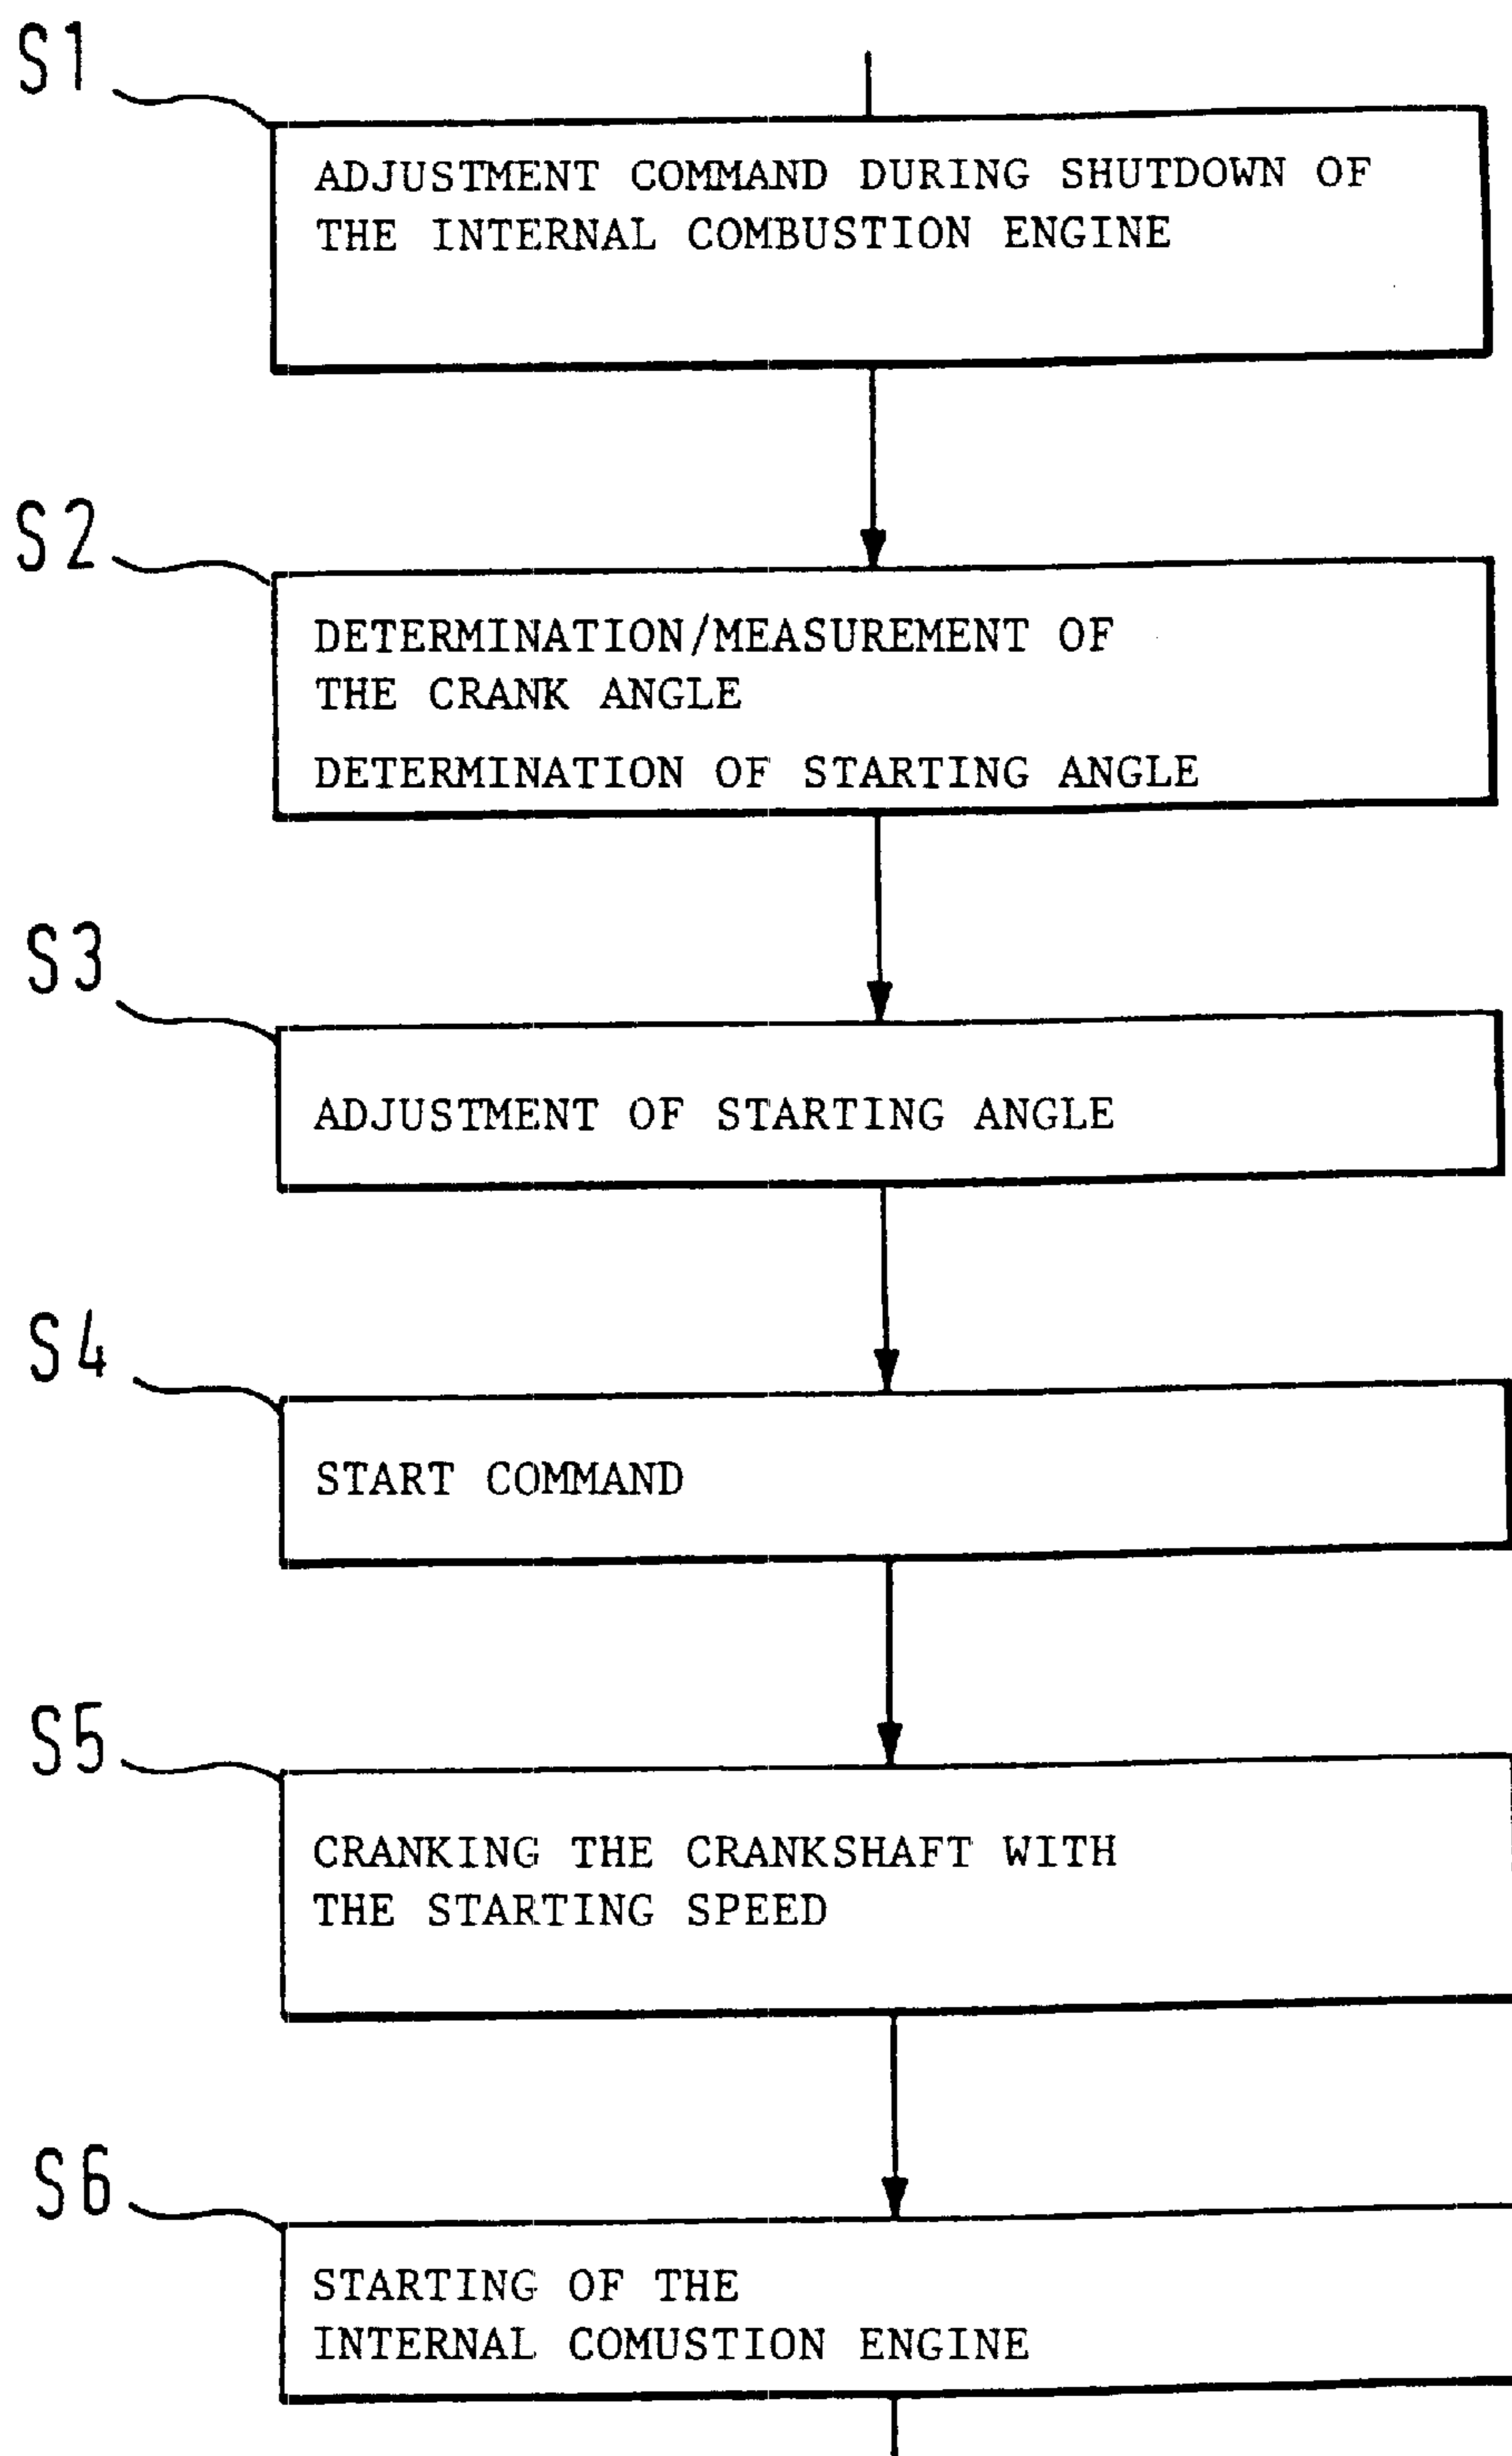 S1
ADJUSTMENT COMMAND DURING SHUTDOWN OF
THE INTERNAL COMBUSTION ENGINE
S2
DETERMINATION/MEASUREMENT OF
THE CRANK ANGLE
DETERMINATION OF STARTING ANGLE
S3
ADJUSTMENT OF STARTING ANGLE
S4
START COMMAND
S5
CRANKING THE CRANKSHAFT WITH
THE STARTING SPEED
S6
STARTING OF THE
INTERNAL COMUSTION ENGINE